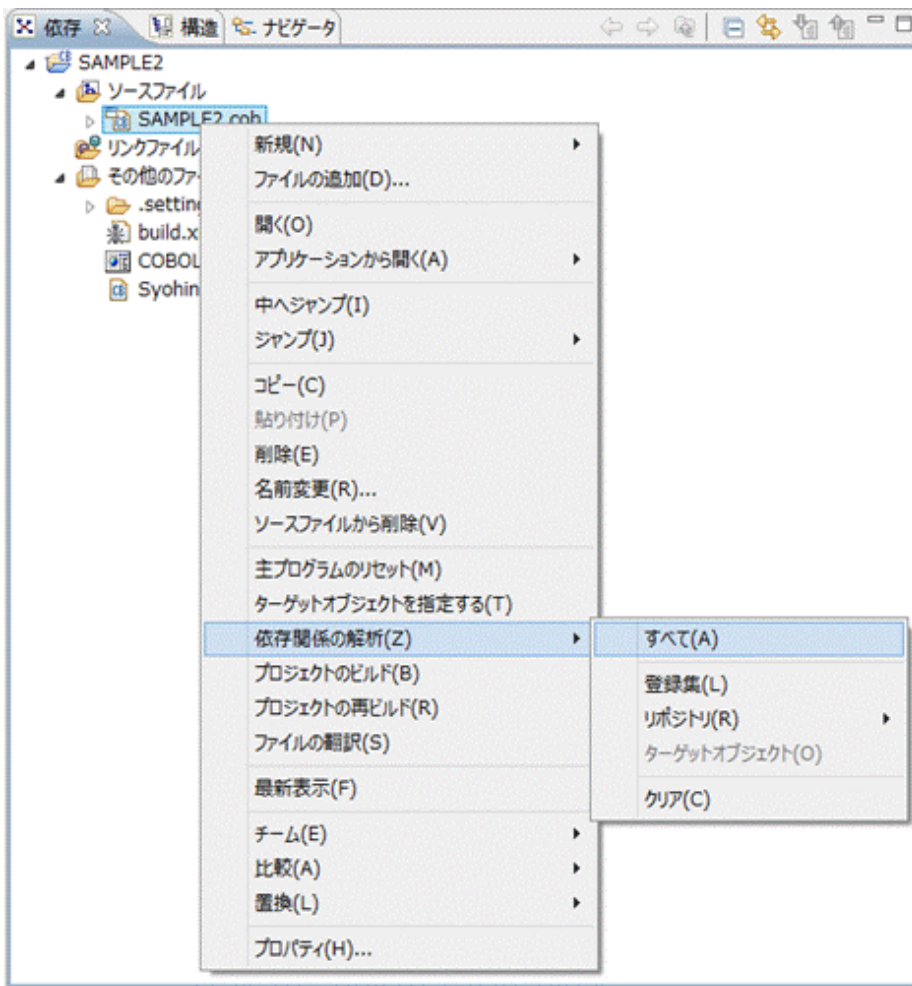 依存 構造 ナビゲータ
SAMPLE2
ソースファイル
SAMPLE2.cob
リンクファイル
その他のファ
.setting
build.x
COBOL
Syohin
新規(N)
ファイルの追加(D)...
開く(O)
アプリケーションから開く(A)
中へジャンプ(I)
ジャンプ(J)
コピー(C)
貼り付け(P)
削除(E)
名前変更(R)...
ソースファイルから削除(V)
主プログラムのリセット(M)
ターゲットオブジェクトを指定する(T)
依存関係の解析(Z)
プロジェクトのビルド(B)
プロジェクトの再ビルド(R)
ファイルの翻訳(S)
最新表示(F)
チーム(E)
比較(A)
置換(L)
プロパティ(H)...
すべて(A)
登録集(L)
リポジトリ(R)
ターゲットオブジェクト(O)
クリア(C)